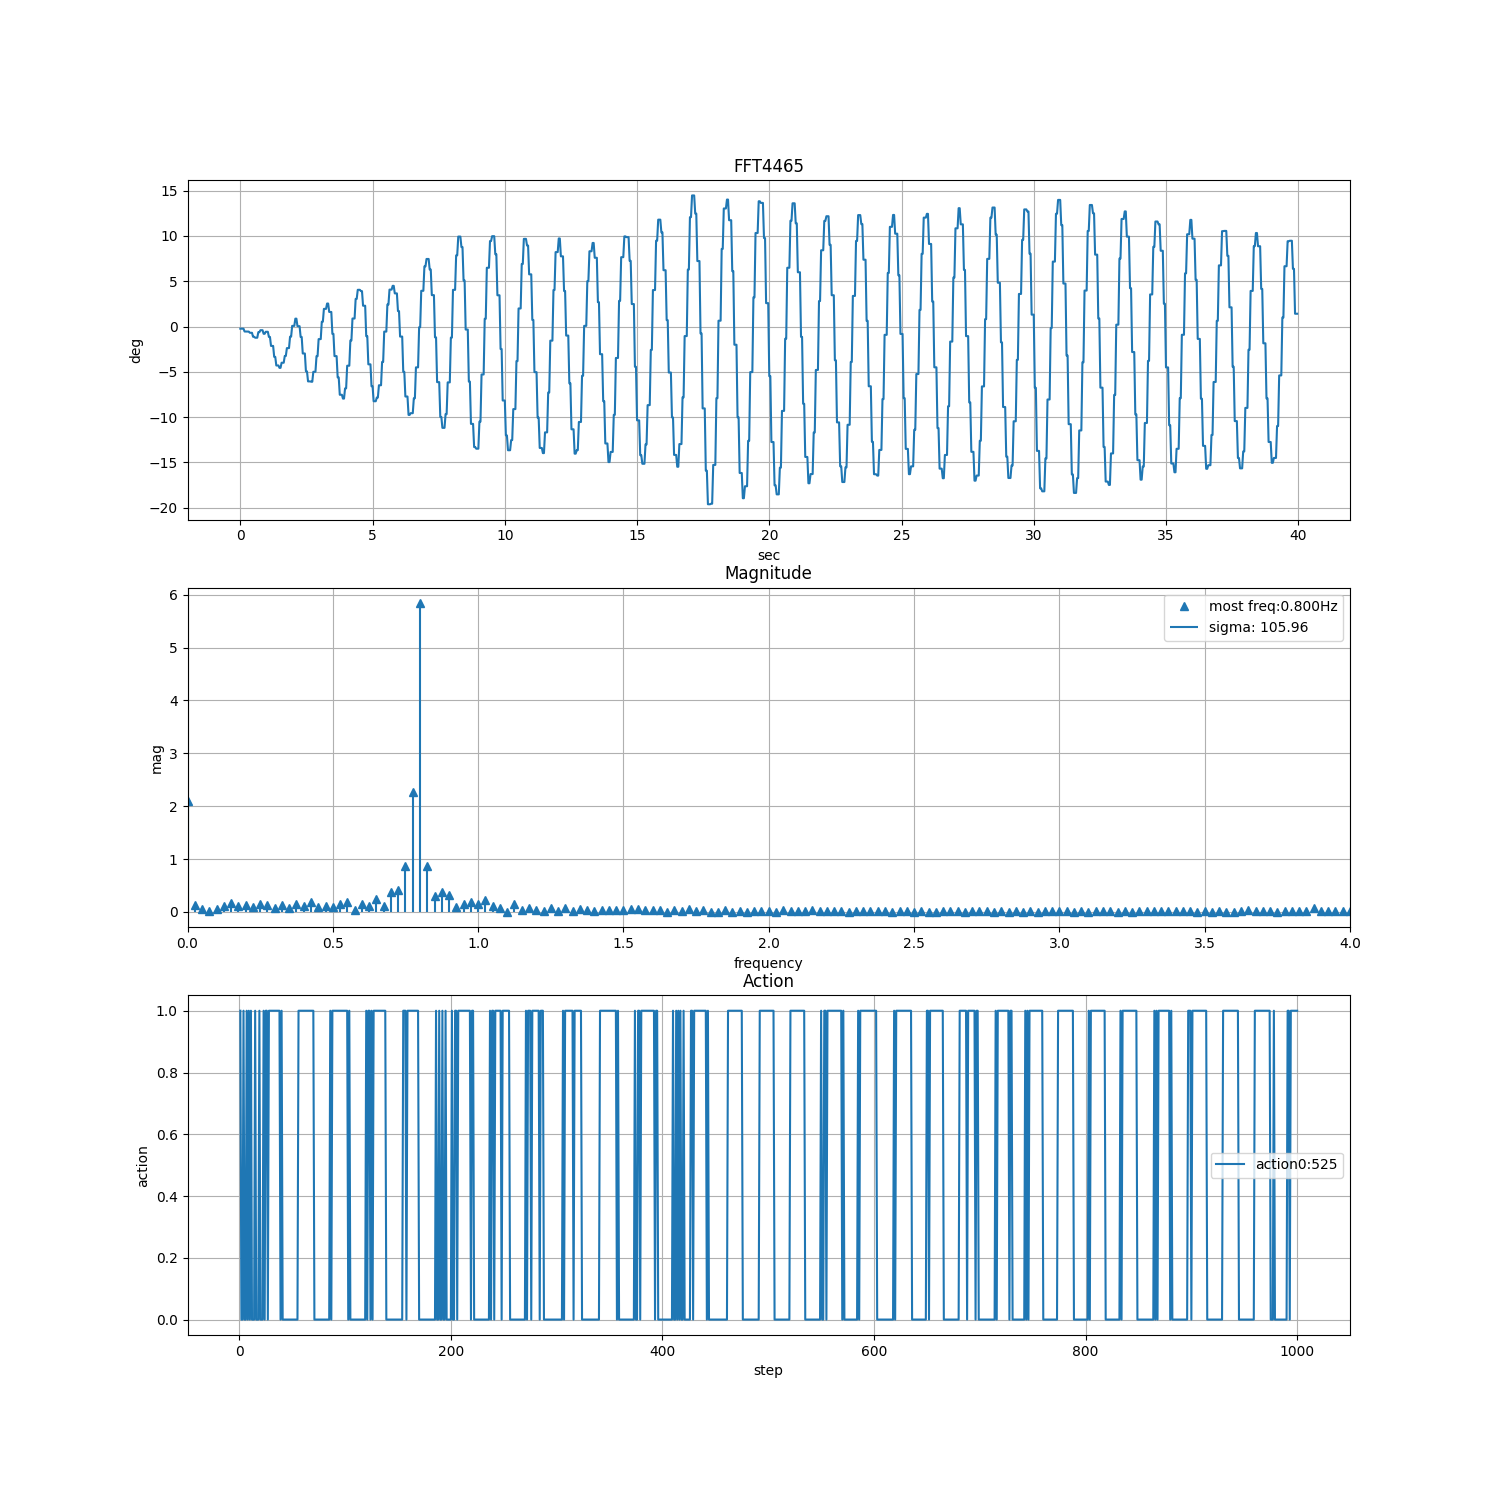 FFT4465
15
10
5
0
−5
−10
−15
−20
deg
0 5 10 15 20 25 30 35 40
sec
Magnitude
6
5
4
3
2
1
0
mag
most freq:0.800Hz
sigma: 105.96
0.0 0.5 1.0 1.5 2.0 2.5 3.0 3.5 4.0
frequency
Action
1.0
0.8
0.6
0.4
0.2
0.0
action
action0:525
0 200 400 600 800 1000
step